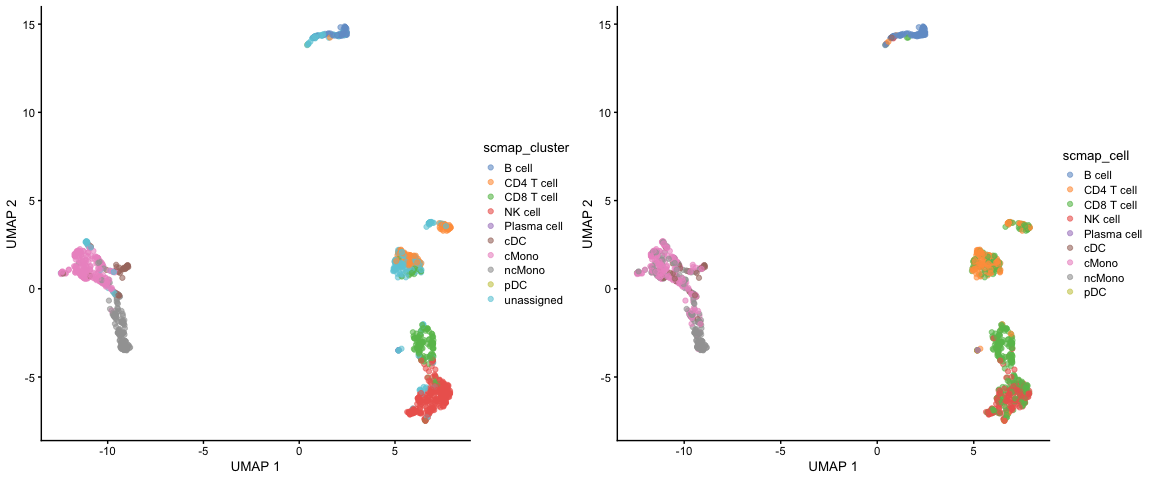 15
10
5
0
-5
-10
-5
0
5
UMAP 1
UMAP 2
scmap_cluster
B cell
CD4 T cell
CD8 T cell
NK cell
Plasma cell
cDC
cMono
ncMono
pDC
unassigned
15
10
5
0
-5
-10
-5
0
5
UMAP 1
UMAP 2
scmap_cell
B cell
CD4 T cell
CD8 T cell
NK cell
Plasma cell
cDC
cMono
ncMono
pDC